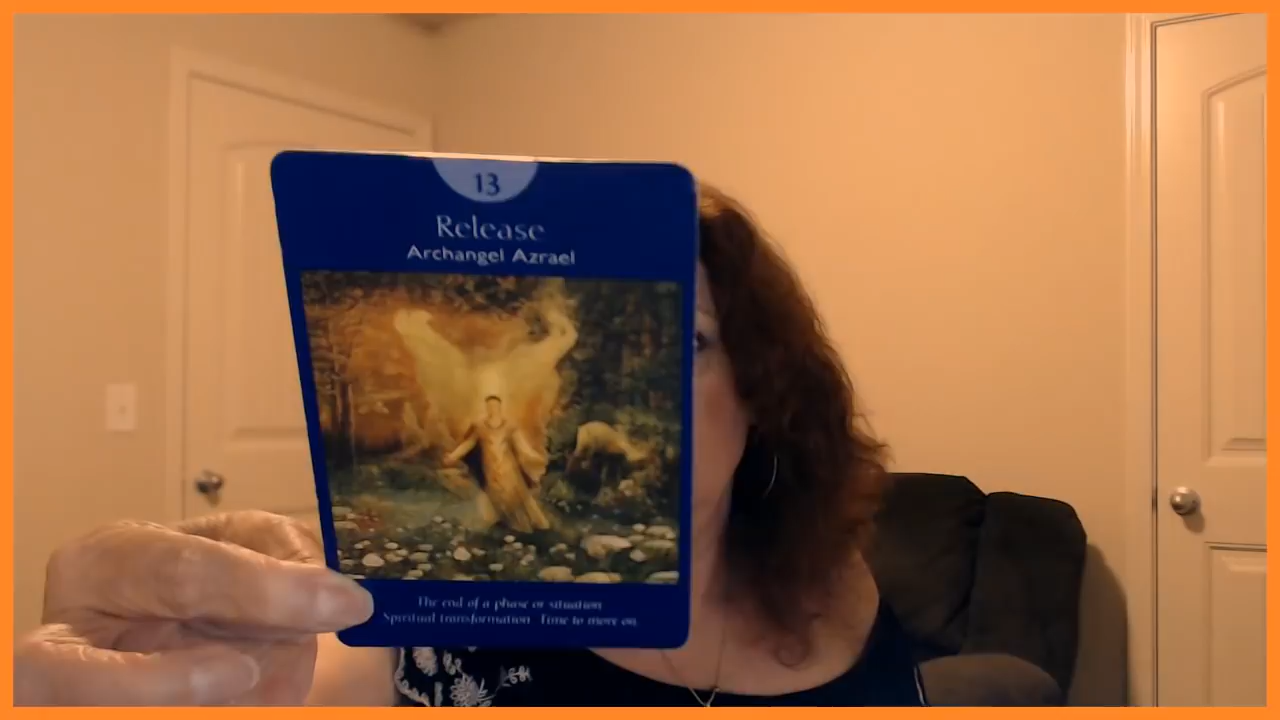 13
Release
Archangel Azrael
The end of a phase or situation
Spiritual transformation Time to move on